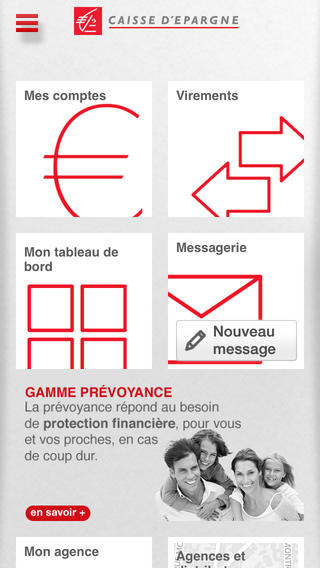 CAISSE D'EPARGNE
Mes comptes
Virements
Mon tableau de
bord
Messagerie
Nouveau
message
GAMME PRÉVOYANCE
La prévoyance répond au besoin
de protection financière, pour vous
et vos proches, en cas
de coup dur.
en savoir +
Mon agence
Agences et